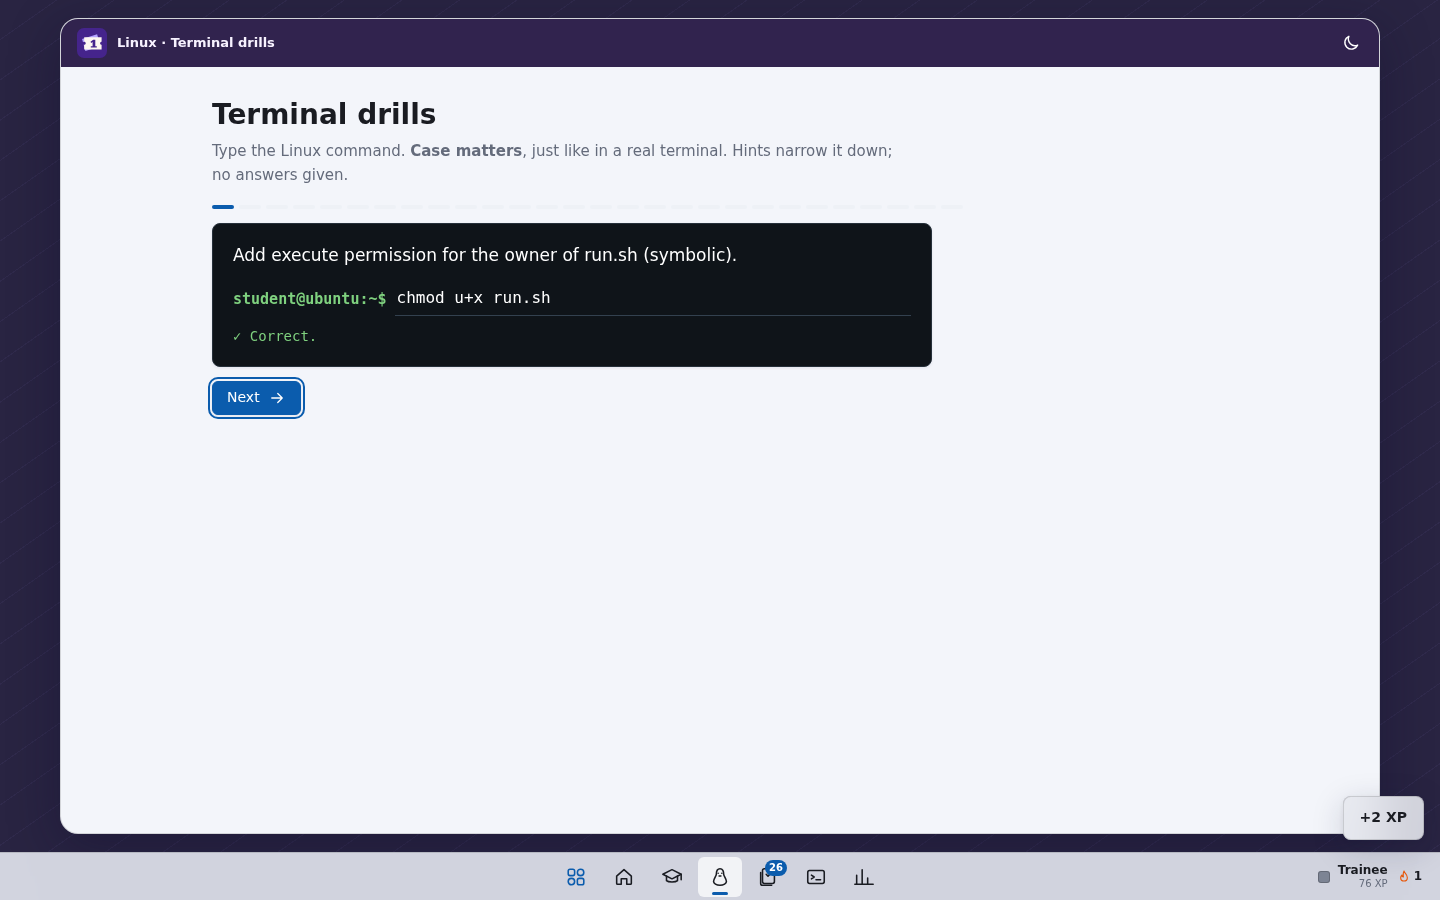 1
Linux · Terminal drills
Terminal drills
Type the Linux command. Case matters, just like in a real terminal. Hints narrow it down;
no answers given.
Add execute permission for the owner of run.sh (symbolic).
student@ubuntu:~$ chmod u+x run.sh
✓ Correct.
Next →
+2 XP
26
Trainee
76 XP
1